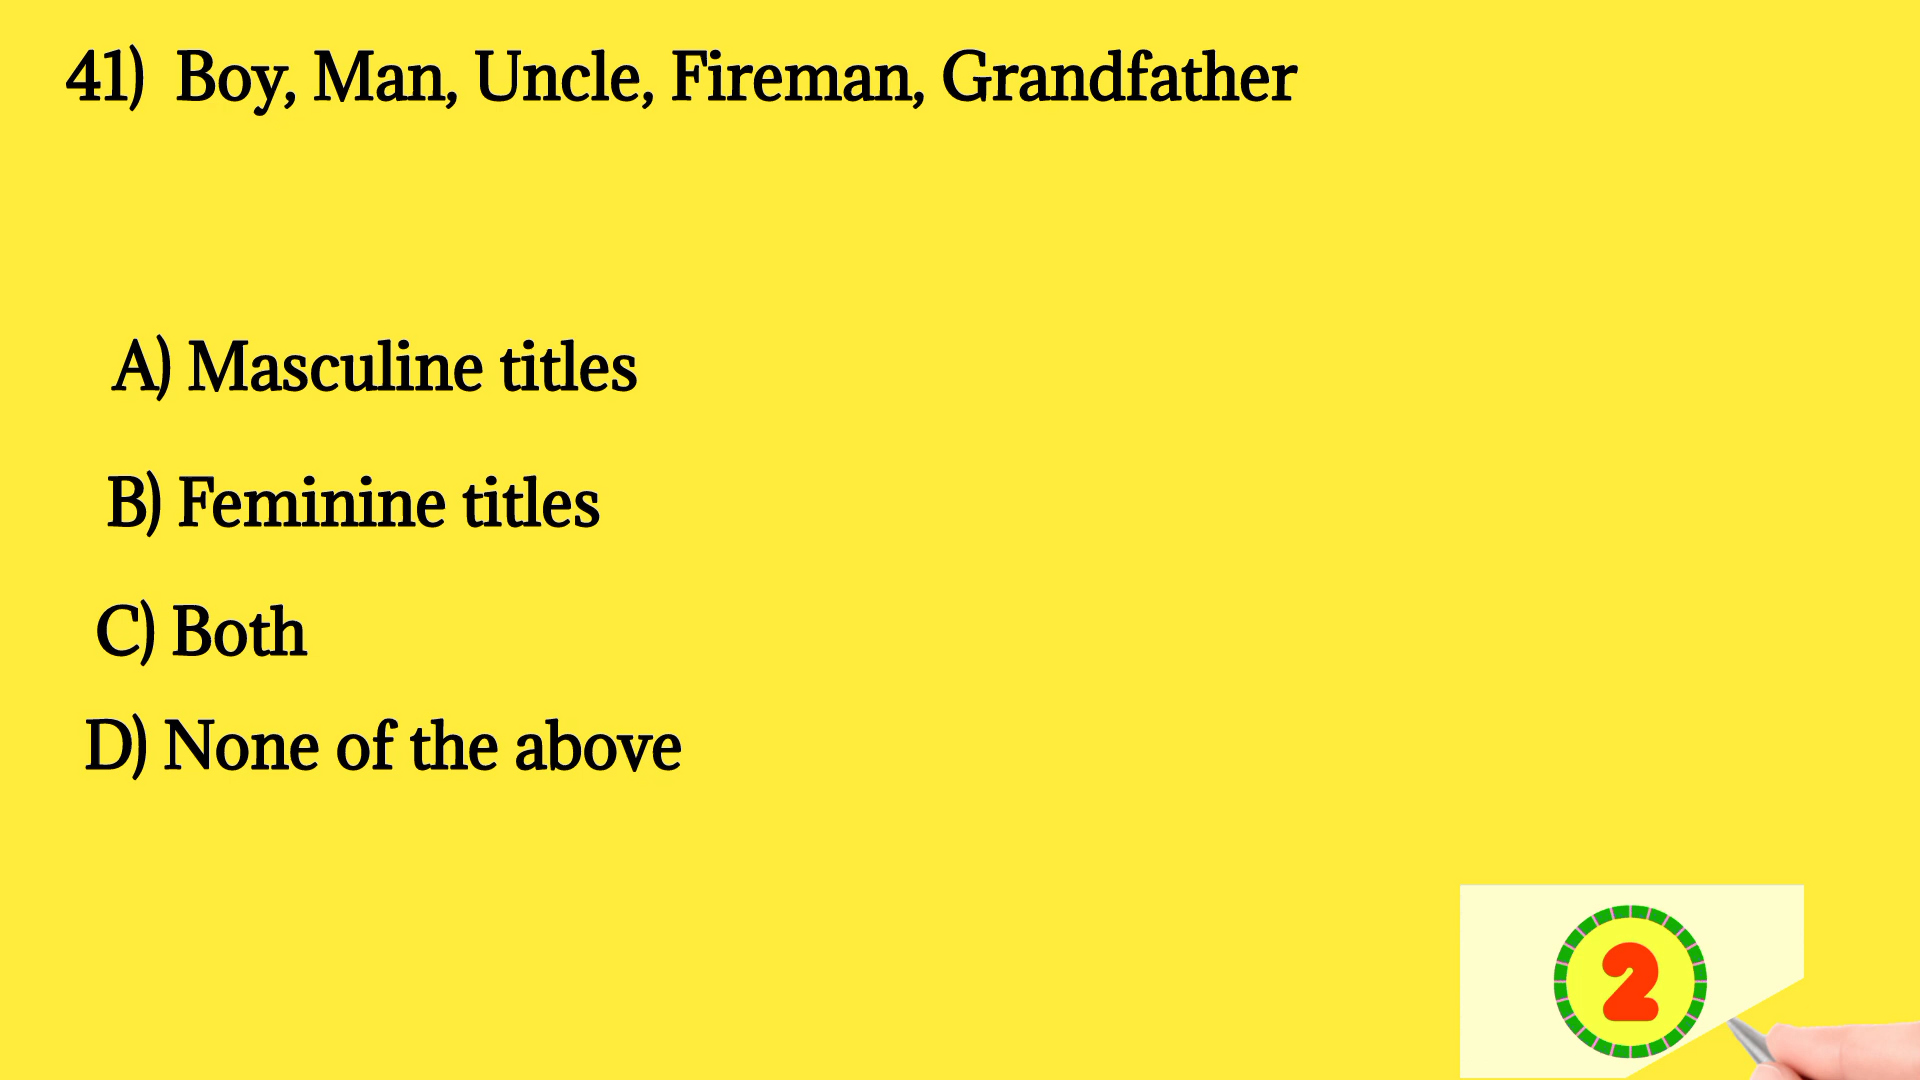 41) Boy, Man, Uncle, Fireman, Grandfather
A) Masculine titles
B) Feminine titles
C) Both
D) None of the above
2